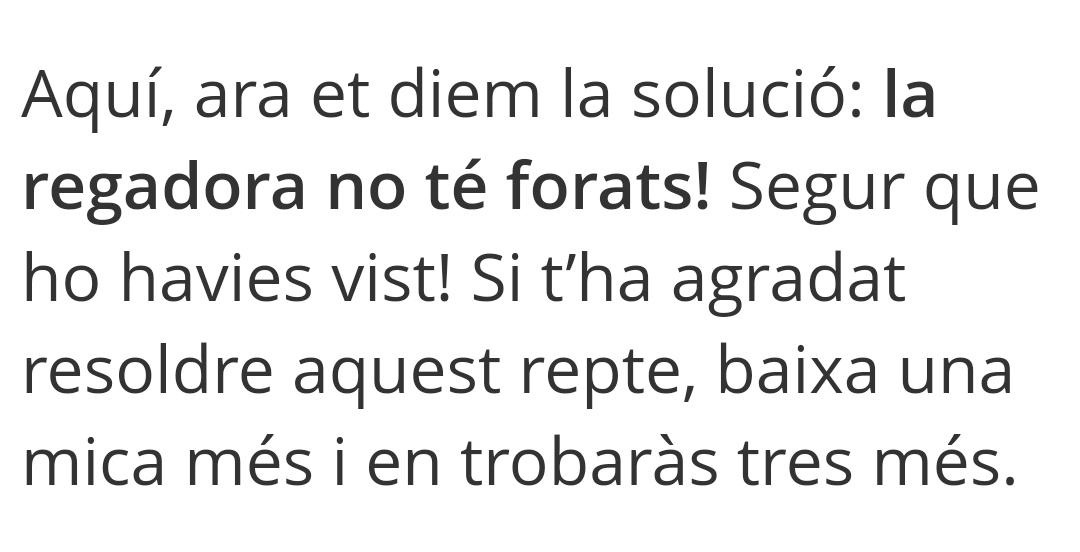 Aquí, ara et diem la solució: la
regadora no té forats! Segur que
ho havies vist! Si t’ha agradat
resoldre aquest repte, baixa una
mica més i en trobaràs tres més.